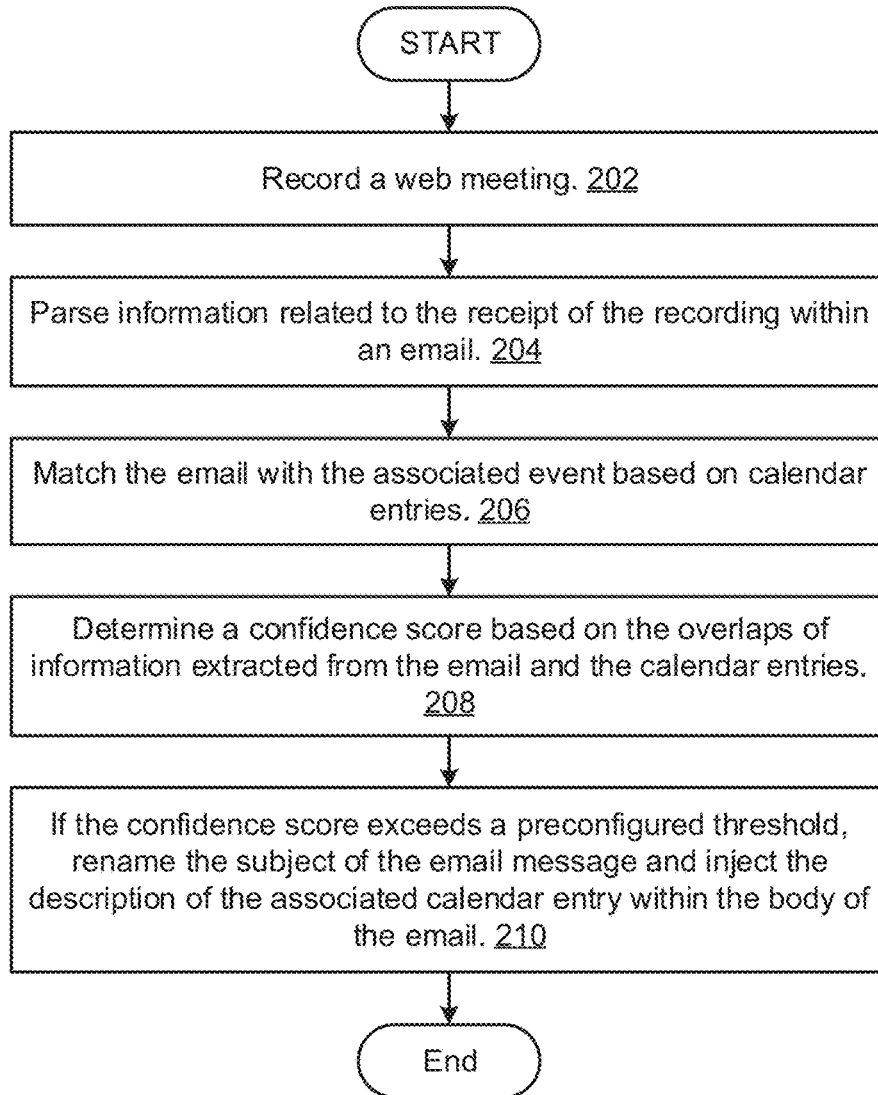 START
Record a web meeting. 202
Parse information related to the receipt of the recording within
an email. 204
Match the email with the associated event based on calendar
entries. 206
Determine a confidence score based on the overlaps of
information extracted from the email and the calendar entries.
208
If the confidence score exceeds a preconfigured threshold,
rename the subject of the email message and inject the
description of the associated calendar entry within the body of
the email. 210
End